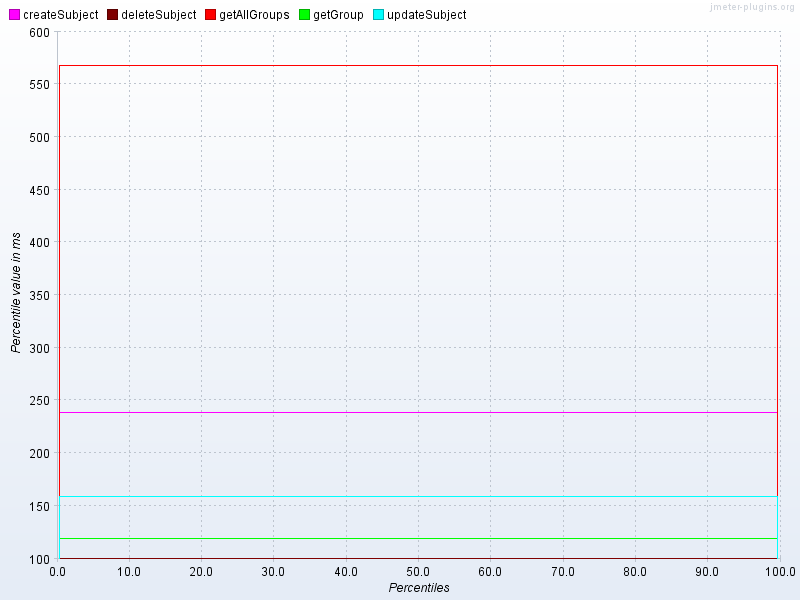 jmeter-plugins.org
createSubject deleteSubject getAllGroups getGroup updateSubject
600
550
500
450
400
350
300
250
200
150
100
Percentile value in ms
0.0 10.0 20.0 30.0 40.0 50.0 60.0 70.0 80.0 90.0 100.0
Percentiles